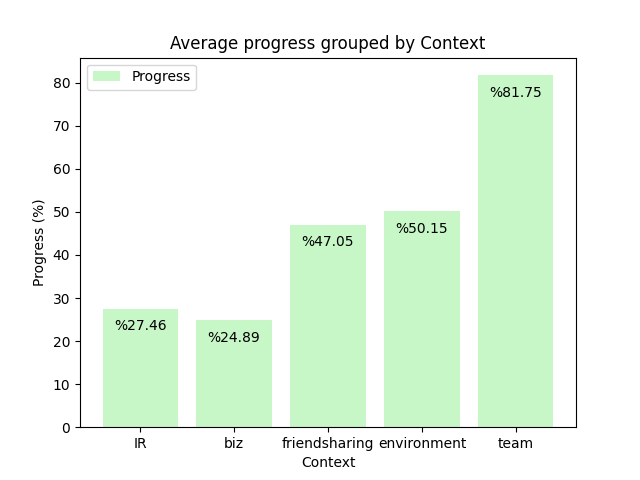 Average progress grouped by Context
Progress
80
70
60
50
40
30
20
10
0
Progress (%)
%27.46
%24.89
%47.05
%50.15
%81.75
IR
biz
friendsharing
environment
team
Context